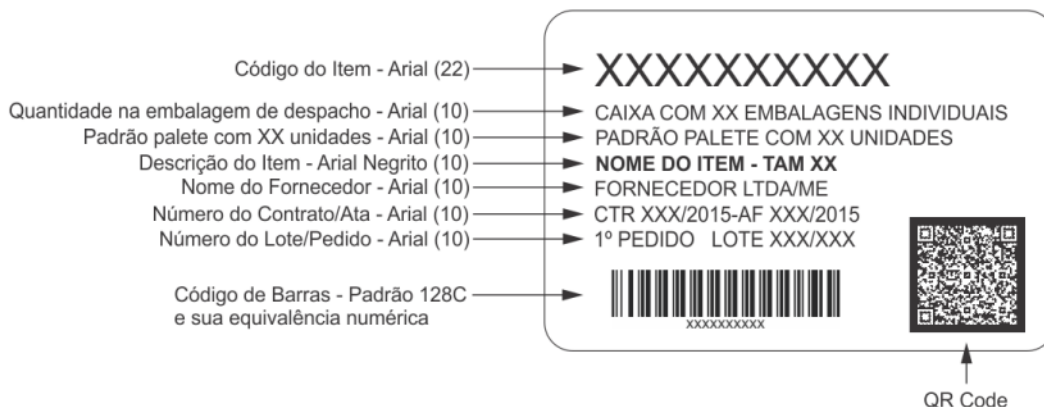 Código do Item - Arial (22)
XXXXXXXXXX
Quantidade na embalagem de despacho - Arial (10)
CAIXA COM XX EMBALAGENS INDIVIDUAIS
Padrão palete com XX unidades - Arial (10)
PADRÃO PALETE COM XX UNIDADES
Descrição do Item - Arial Negrito (10)
NOME DO ITEM - TAM XX
Nome do Fornecedor - Arial (10)
FORNECEDOR LTDA/ME
Número do Contrato/Ata - Arial (10)
CTR XXX/2015-AF XXX/2015
Número do Lote/Pedido - Arial (10)
1º PEDIDO LOTE XXX/XXX
Código de Barras - Padrão 128C
e sua equivalência numérica
XXXXXXXXXX
QR Code